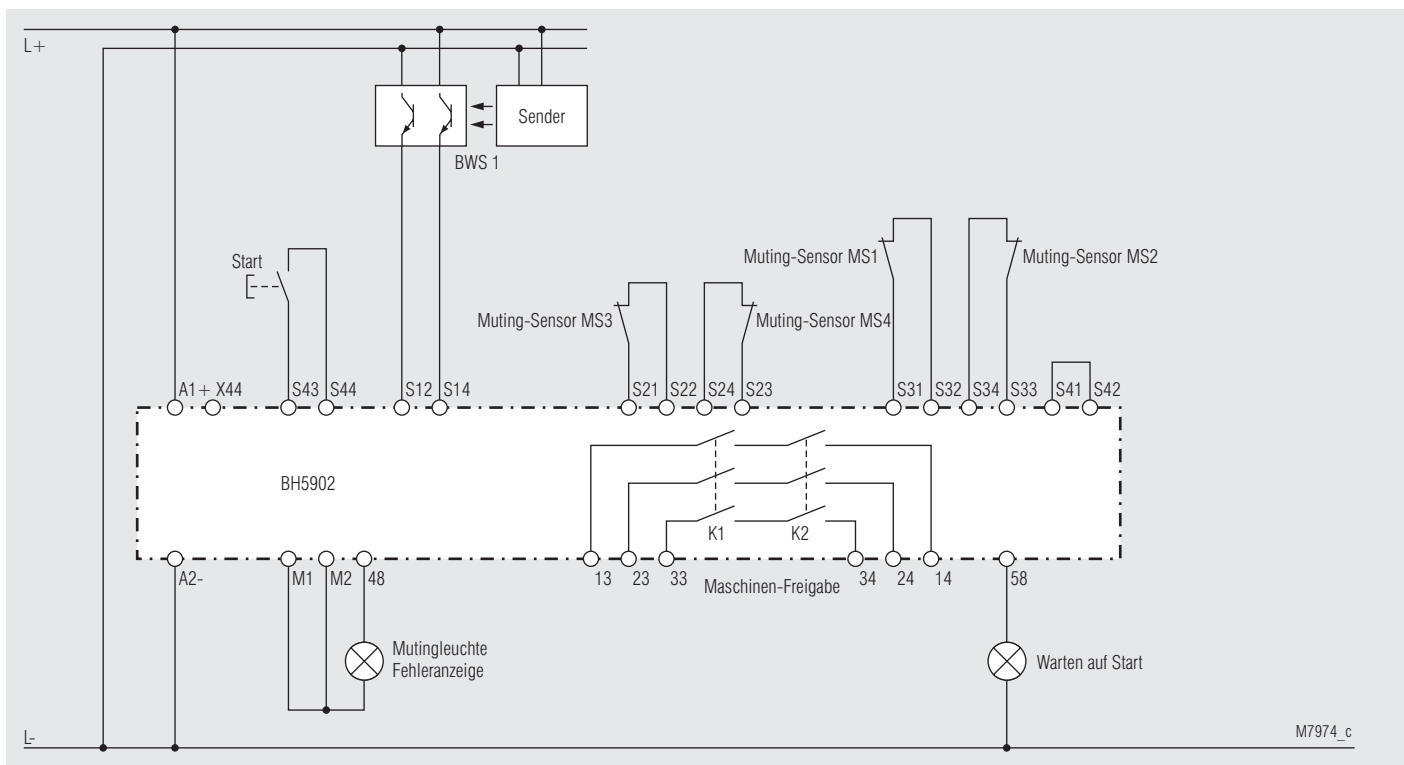 L+
Sender
BWS 1
Start
Muting-Sensor MS1
Muting-Sensor MS2
Muting-Sensor MS3
Muting-Sensor MS4
A1+ X44 S43 S44 S12 S14 S21 S22 S24 S23 S31 S32 S34 S33 S41 S42
BH5902
K1 K2
A2- M1 M2 48 13 23 33 Maschinen-Freigabe 34 24 14 58
Mutingleuchte
Fehleranzeige
Warten auf Start
L-
M7974_c